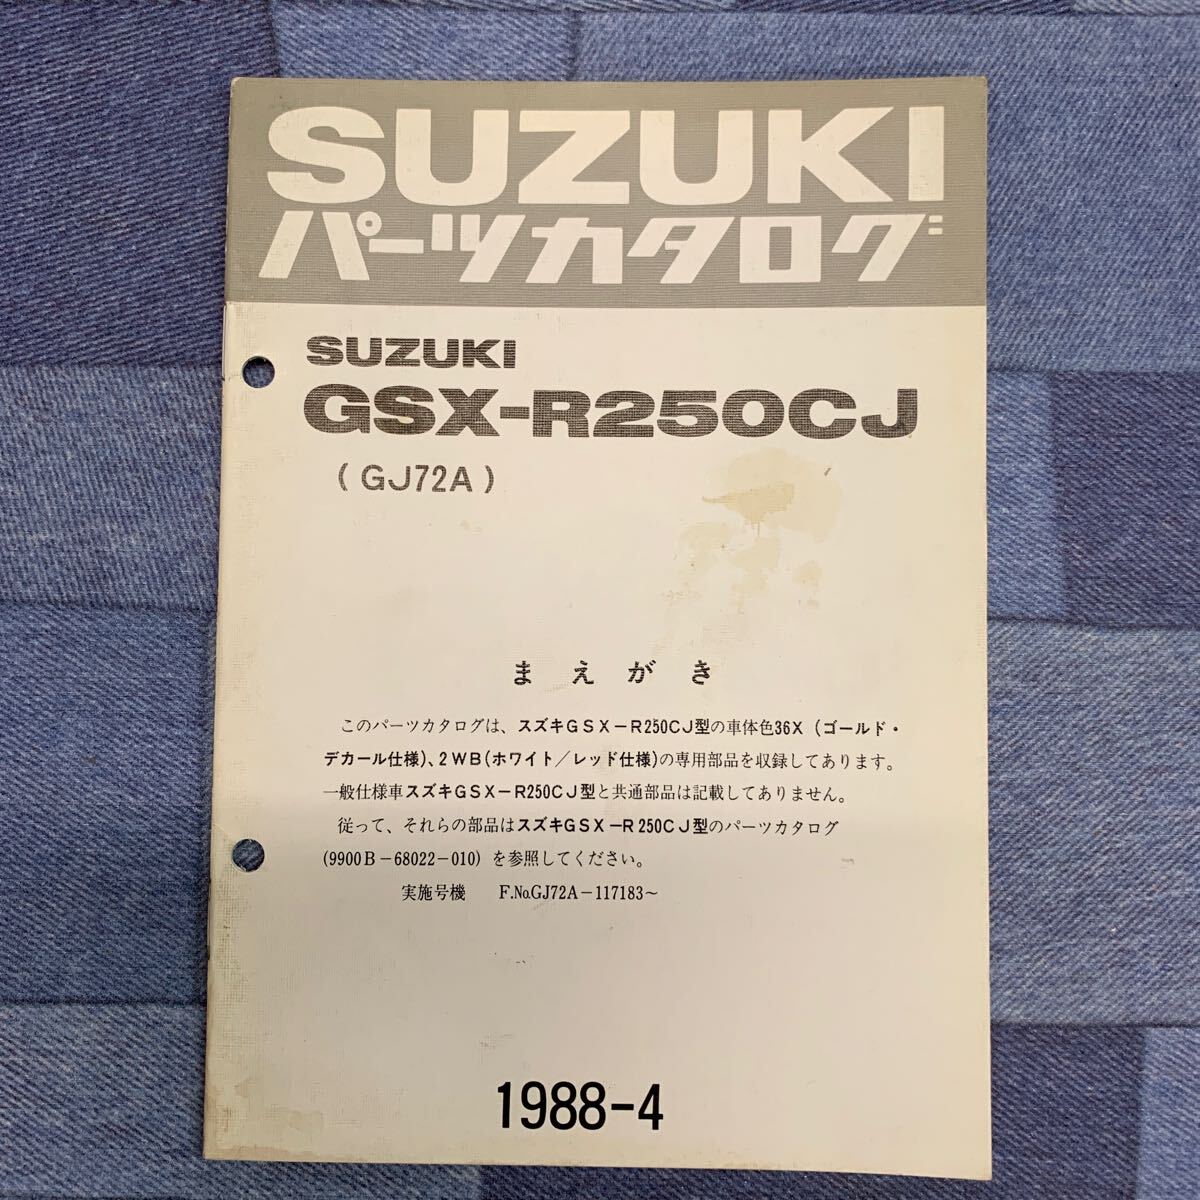 SUZUKI
パーツカタログ
SUZUKI
GSX-R250CJ
(GJ72A)
まえがき
このパーツカタログは、スズキGSX-R250CJ型の車体色36X(ゴールド・
デカール仕様)、2WB(ホワイト/レッド仕様)の専用部品を収録してあります。
一般仕様車スズキGSX-R250CJ型と共通部品は記載してありません。
従って、それらの部品はスズキGSX-R250CJ型のパーツカタログ
(9900B-68022-010)を参照してください。
実施号機 F.No.GJ72A-117183~
1988-4